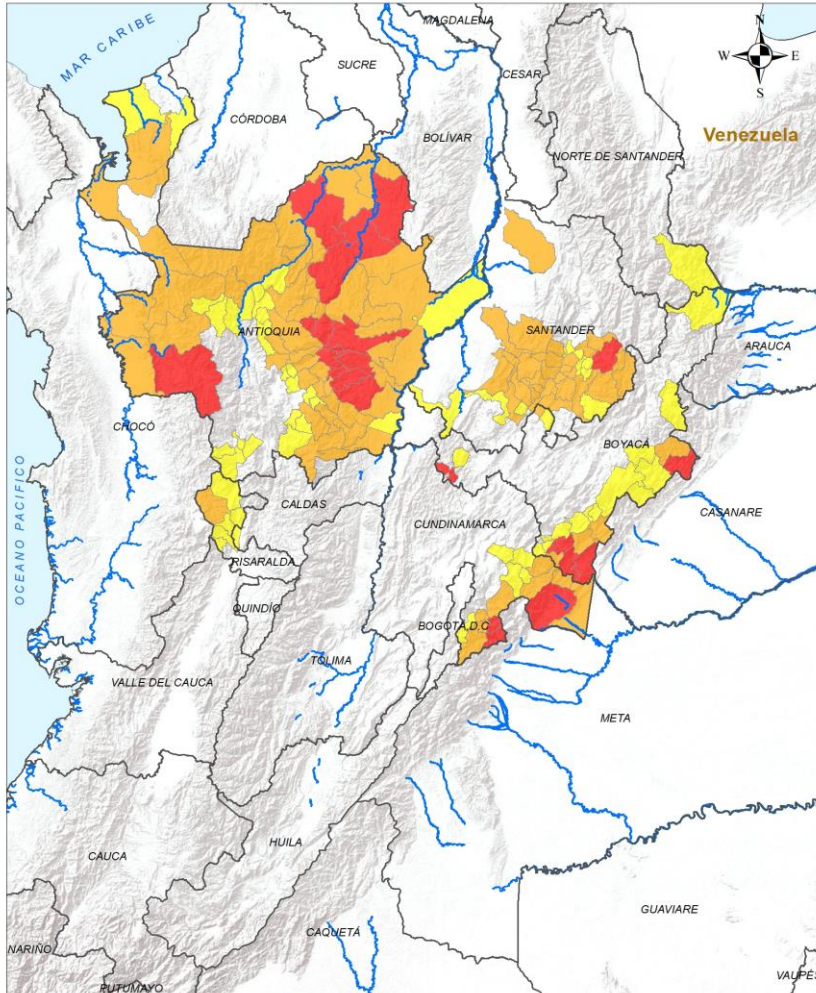 MAR CARIBE
MAGDALENA
N
W E
S
SUCRE
CESAR
CÓRDOBA
BOLÍVAR
Venezuela
NORTE DE SANTANDER
ANTIOQUIA
SANTANDER
ARAUCA
CHOCÓ
BOYACÁ
CALDAS
CASANARE
CUNDINAMARCA
OCEANO PACIFICO
RISARALDA
QUINDÍO
BOGOTÁ, D.C
TOLIMA
VALLE DEL CAUCA
META
HUILA
CAUCA
GUAVIARE
CAQUETÁ
NARIÑO
VAUPÉS
PUTUMAYO